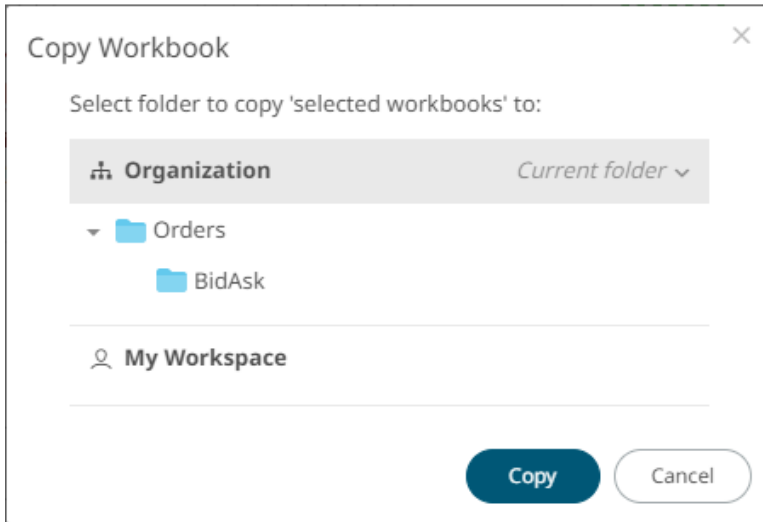 Copy Workbook
Select folder to copy 'selected workbooks' to:
Organization Current folder
Orders
BidAsk
My Workspace
Copy Cancel